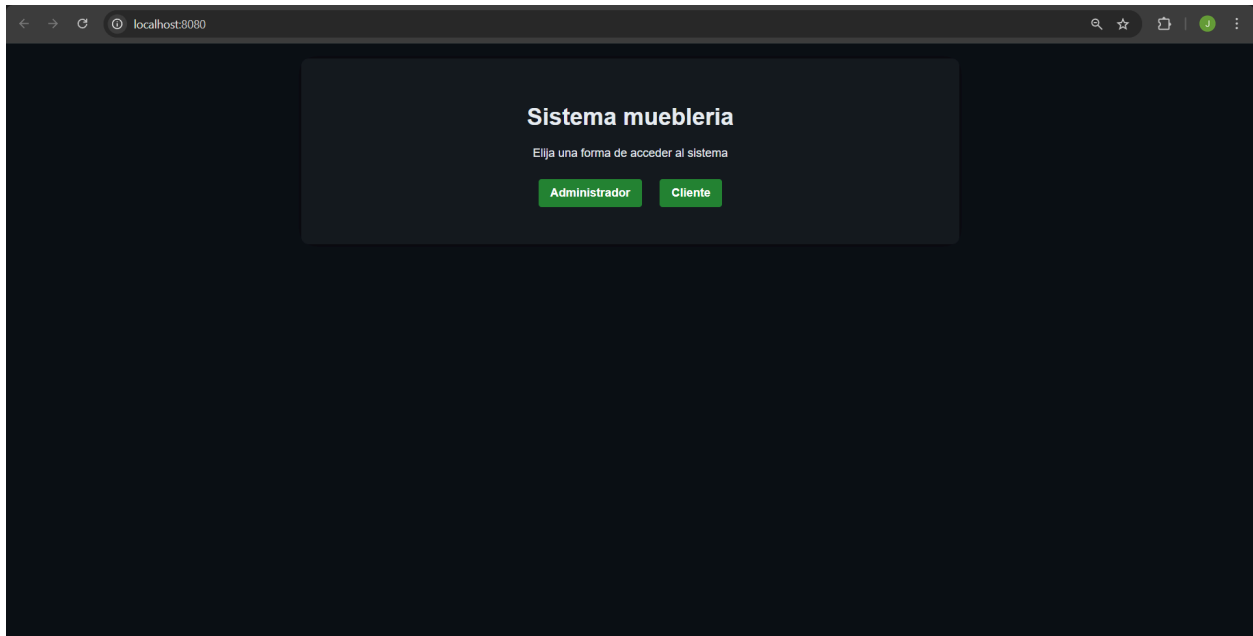 localhost:8080
J
Sistema muebleria
Elija una forma de acceder al sistema
Administrador
Cliente